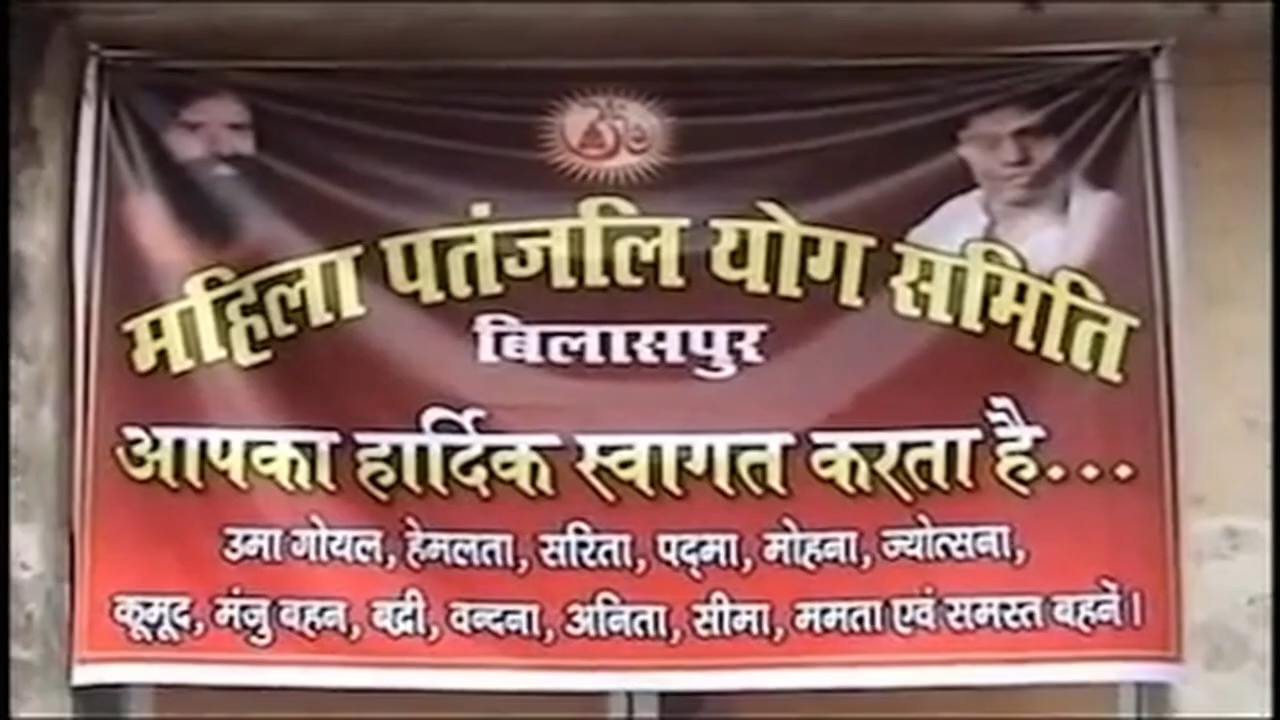 ॐ
महिला पतंजलि योग समिति
बिलासपुर
आपका हार्दिक स्वागत करता है...
उमा गोयल, हेमलता, सरिता, पद्मा, मोहना, ज्योत्सना,
कूमूद, मंजु वहन, बद्री, वन्दना, अनिता, सीमा, ममता एवं समस्त बहनें।